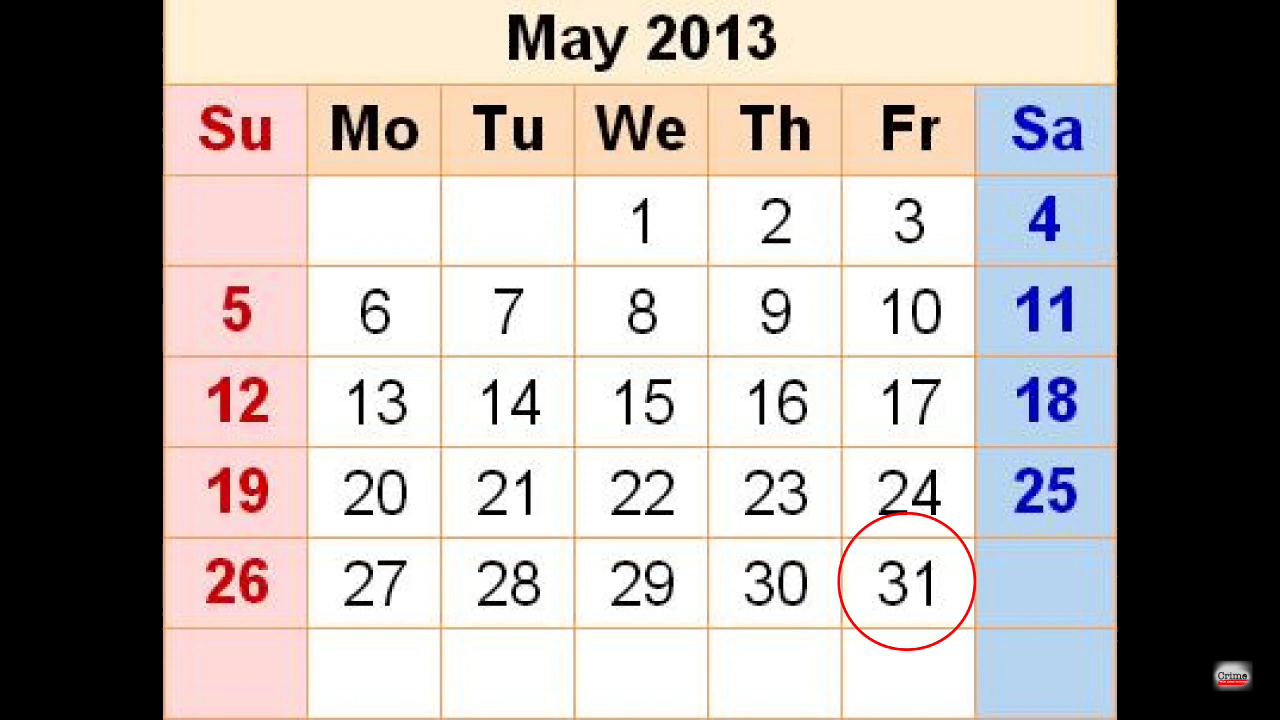 May 2013
Su Mo Tu We Th Fr Sa
1 2 3 4
5 6 7 8 9 10 11
12 13 14 15 16 17 18
19 20 21 22 23 24 25
26 27 28 29 30 31
Crime